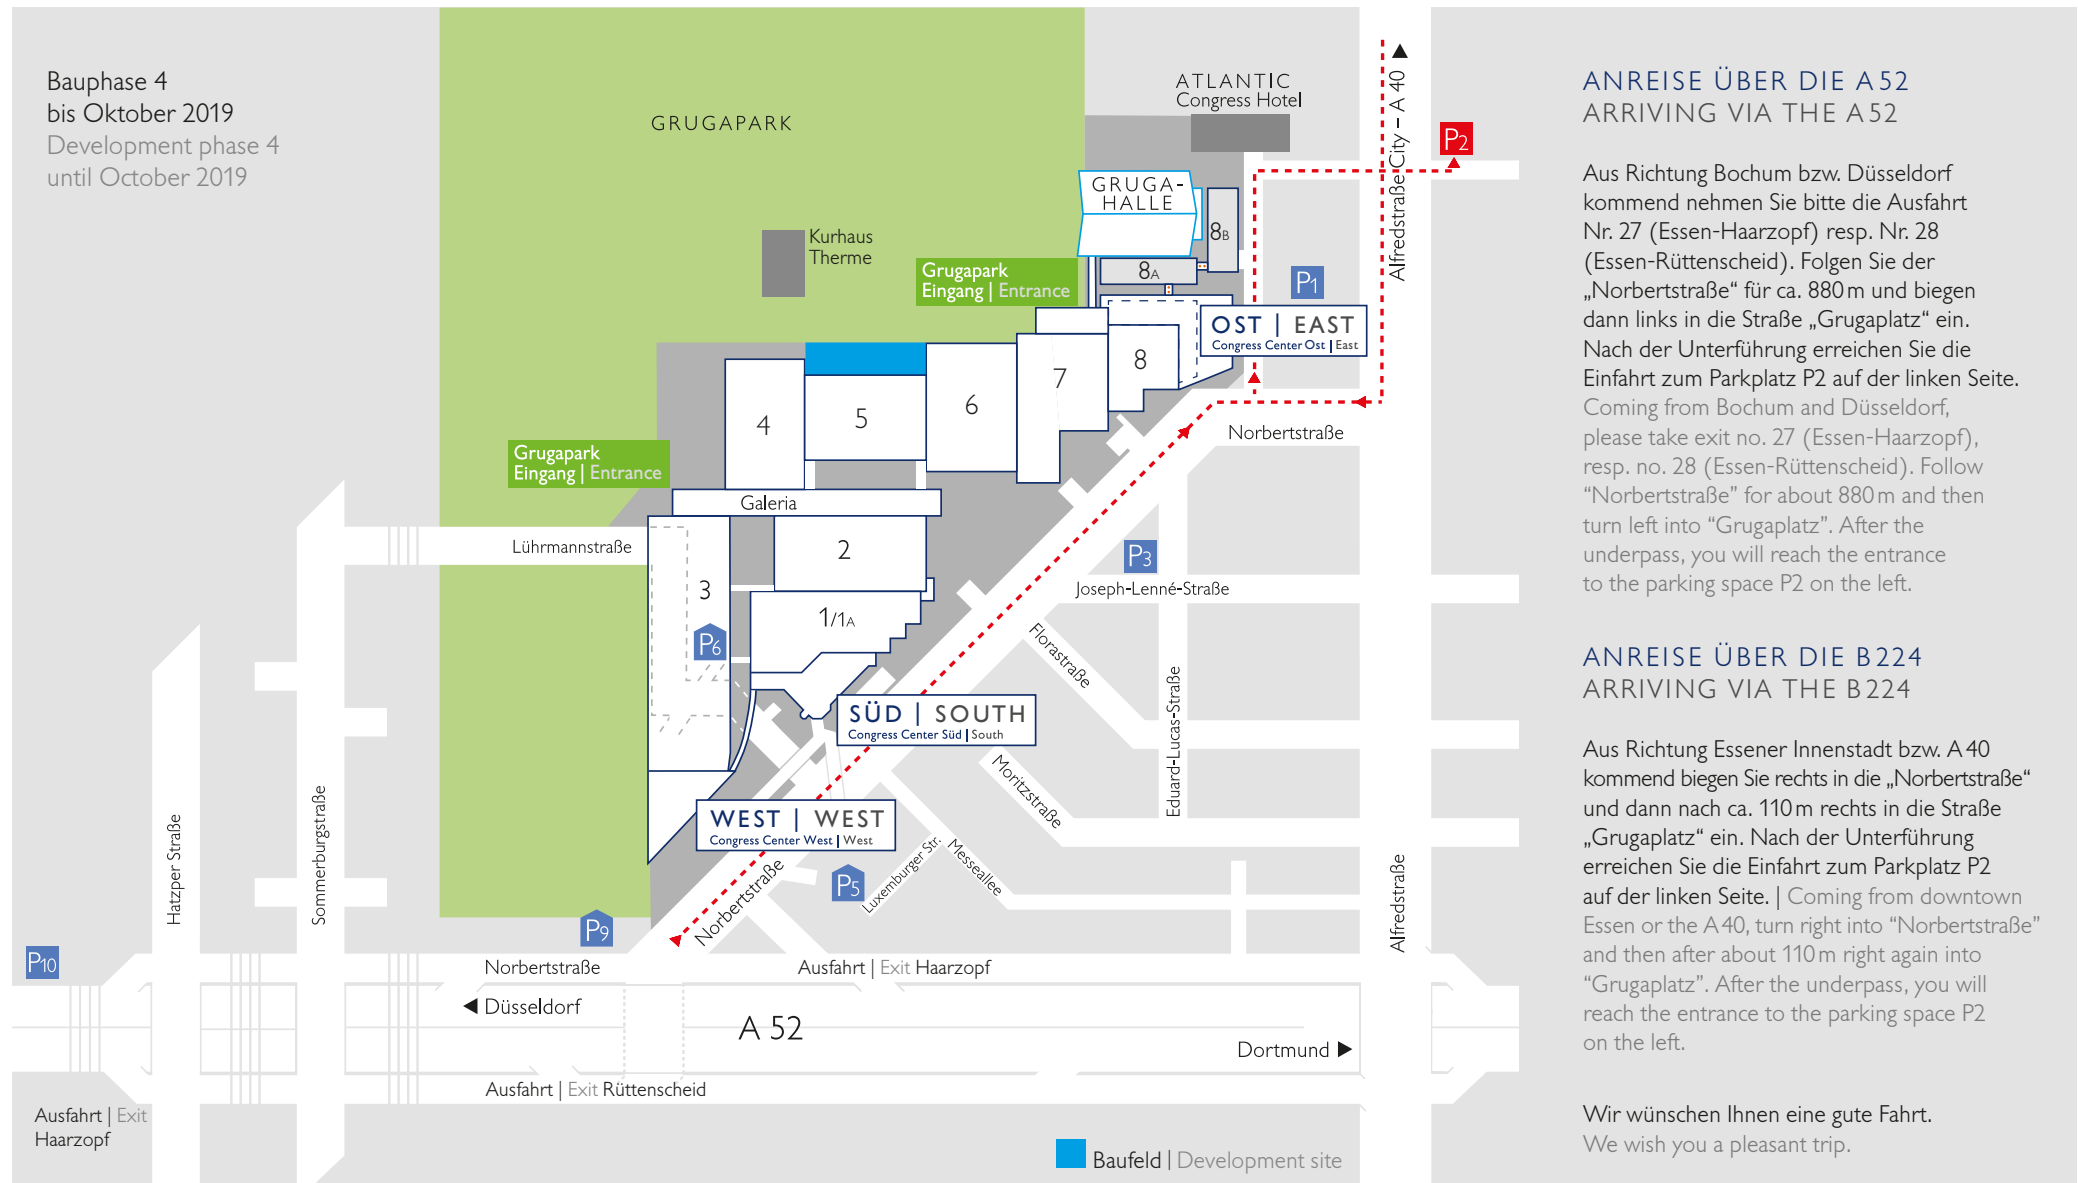 Bauphase 4
bis Oktober 2019
Development phase 4
until October 2019
GRUGAPARK
ATLANTIC
Congress Hotel
Alfredstraße City – A 40 ▲
P2
GRUGA-
HALLE
8B
8A
Kurhaus
Therme
Grugapark
Eingang | Entrance
P1
OST | EAST
Congress Center Ost | East
4
5
6
7
8
Norbertstraße
Grugapark
Eingang | Entrance
Galeria
Lührmannstraße
2
3
1/1A
P6
P3
Joseph-Lenné-Straße
Florastraße
Eduard-Lucas-Straße
SÜD | SOUTH
Congress Center Süd | South
Moritzstraße
WEST | WEST
Congress Center West | West
Luxemburger Str.
Messeallee
P5
Norbertstraße
Hatzper Straße
Sommerburgstraße
Alfredstraße
P9
P10
Norbertstraße
Ausfahrt | Exit Haarzopf
◀ Düsseldorf
A 52
Dortmund ▶
Ausfahrt | Exit Rüttenscheid
Ausfahrt | Exit
Haarzopf
Baufeld | Development site
ANREISE ÜBER DIE A 52
ARRIVING VIA THE A 52
Aus Richtung Bochum bzw. Düsseldorf
kommend nehmen Sie bitte die Ausfahrt
Nr. 27 (Essen-Haarzopf) resp. Nr. 28
(Essen-Rüttenscheid). Folgen Sie der
„Norbertstraße“ für ca. 880 m und biegen
dann links in die Straße „Grugaplatz“ ein.
Nach der Unterführung erreichen Sie die
Einfahrt zum Parkplatz P2 auf der linken Seite.
Coming from Bochum and Düsseldorf,
please take exit no. 27 (Essen-Haarzopf),
resp. no. 28 (Essen-Rüttenscheid). Follow
“Norbertstraße” for about 880 m and then
turn left into “Grugaplatz”. After the
underpass, you will reach the entrance
to the parking space P2 on the left.
ANREISE ÜBER DIE B 224
ARRIVING VIA THE B 224
Aus Richtung Essener Innenstadt bzw. A 40
kommend biegen Sie rechts in die „Norbertstraße“
und dann nach ca. 110 m rechts in die Straße
„Grugaplatz“ ein. Nach der Unterführung
erreichen Sie die Einfahrt zum Parkplatz P2
auf der linken Seite. | Coming from downtown
Essen or the A 40, turn right into “Norbertstraße”
and then after about 110 m right again into
“Grugaplatz”. After the underpass, you will
reach the entrance to the parking space P2
on the left.
Wir wünschen Ihnen eine gute Fahrt.
We wish you a pleasant trip.